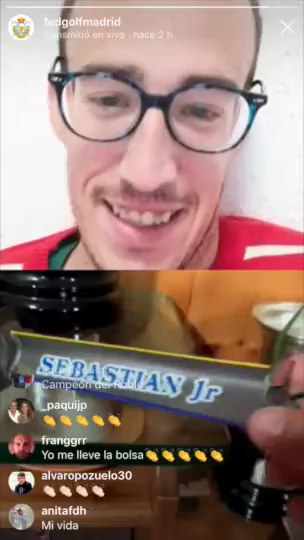 fedgolfmadrid
transmitió en vivo · hace 2 h
SEBASTIAN Jr
Campeón del
_paquijp
👏👏👏👏👏
franggrr
Yo me lleve la bolsa👏👏👏👏👏
alvaropozuelo30
👏🏻👏🏻👏🏻👏🏻
anitafdh
Mi vida